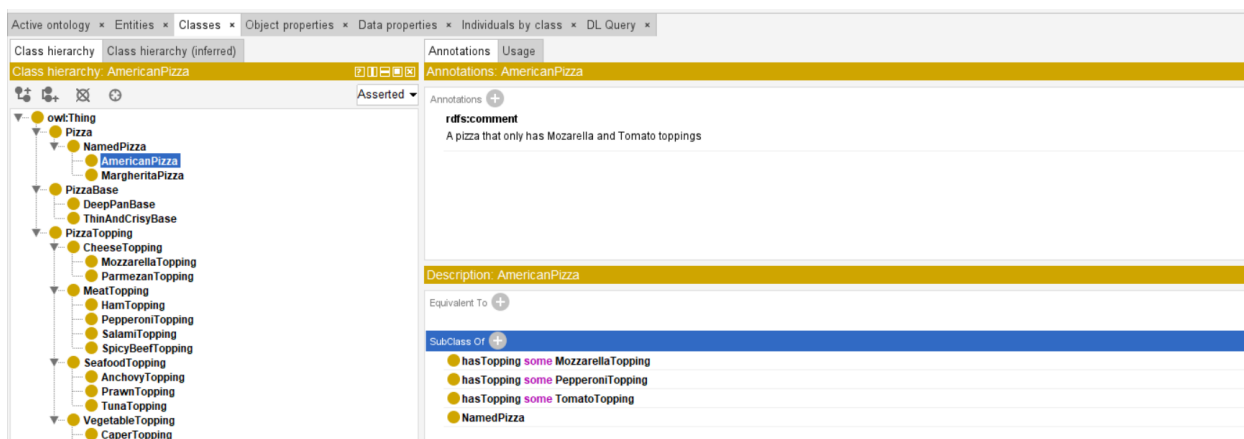 Active ontology × Entities × Classes × Object properties × Data properties × Individuals by class × DL Query ×
Class hierarchy Class hierarchy (inferred)
Class hierarchy: AmericanPizza
Asserted
owl:Thing
Pizza
NamedPizza
AmericanPizza
MargheritaPizza
PizzaBase
DeepPanBase
ThinAndCrisyBase
PizzaTopping
CheeseTopping
MozzarellaTopping
ParmezanTopping
MeatTopping
HamTopping
PepperoniTopping
SalamiTopping
SpicyBeefTopping
SeafoodTopping
AnchovyTopping
PrawnTopping
TunaTopping
VegetableTopping
CaperTopping
Annotations Usage
Annotations: AmericanPizza
Annotations
rdfs:comment
A pizza that only has Mozarella and Tomato toppings
Description: AmericanPizza
Equivalent To
SubClass Of
hasTopping some MozzarellaTopping
hasTopping some PepperoniTopping
hasTopping some TomatoTopping
NamedPizza